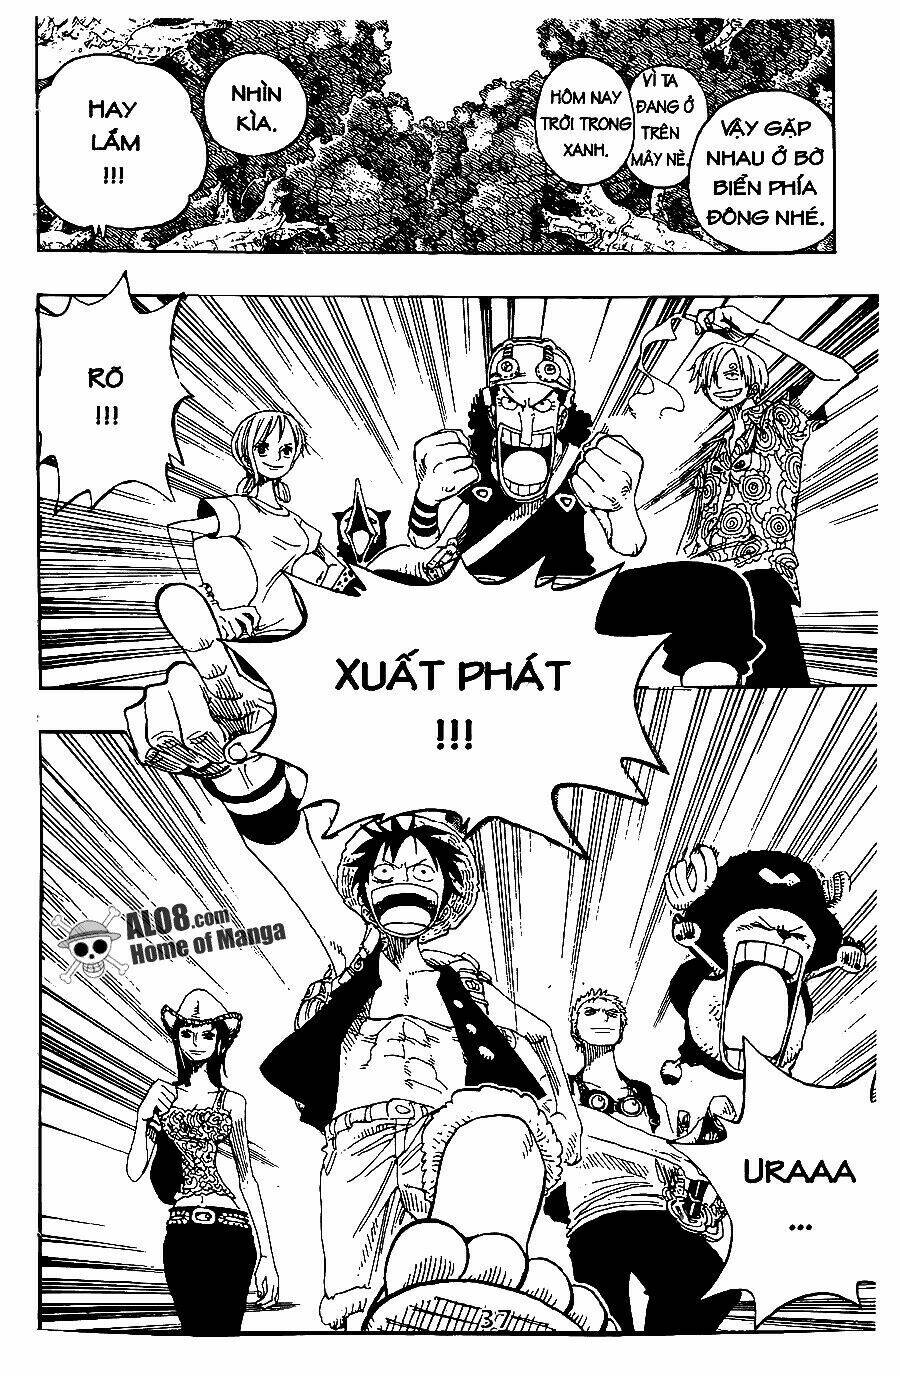 VẬY GẶP
NHAU Ở BỜ
BIỂN PHÍA
ĐÔNG NHÉ.
VÌ TA
ĐANG Ở
TRÊN
MÂY NÈ.
HÔM NAY
TRỜI TRONG
XANH.
NHÌN
KÌA.
HAY
LẮM
!!!
RÕ
!!!
XUẤT PHÁT
!!!
AL08.com
Home of Manga
URAAA
...
37